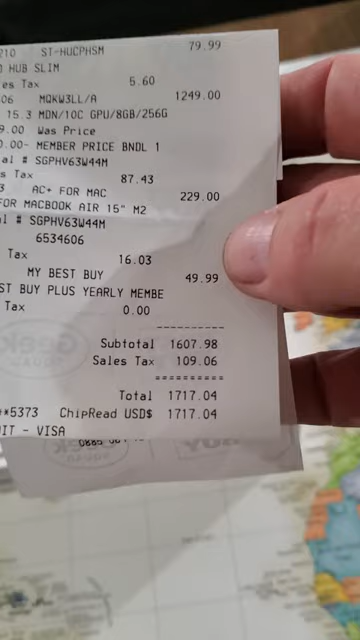 210 ST-HUCPHSM 79.99
HUB SLIM
es Tax 5.60
06 MQKW3LL/A 1249.00
15.3 MDN/10C GPU/8GB/256G
9.00 Was Price
0.00- MEMBER PRICE BNDL 1
al # SGPHV63W44M
s Tax 87.43
3 AC+ FOR MAC 229.00
FOR MACBOOK AIR 15" M2
al # SGPHV63W44M
6534606
Tax 16.03
MY BEST BUY 49.99
ST BUY PLUS YEARLY MEMBE
Tax 0.00
----------
Subtotal 1607.98
Sales Tax 109.06
==========
Total 1717.04
**5373 ChipRead USD$ 1717.04
IT - VISA